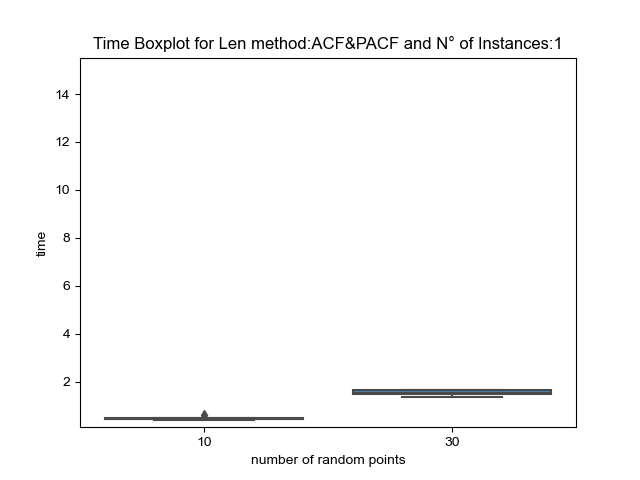 Time Boxplot for Len method:ACF&PACF and N° of Instances:1
14
12
10
8
6
4
2
time
10 30
number of random points